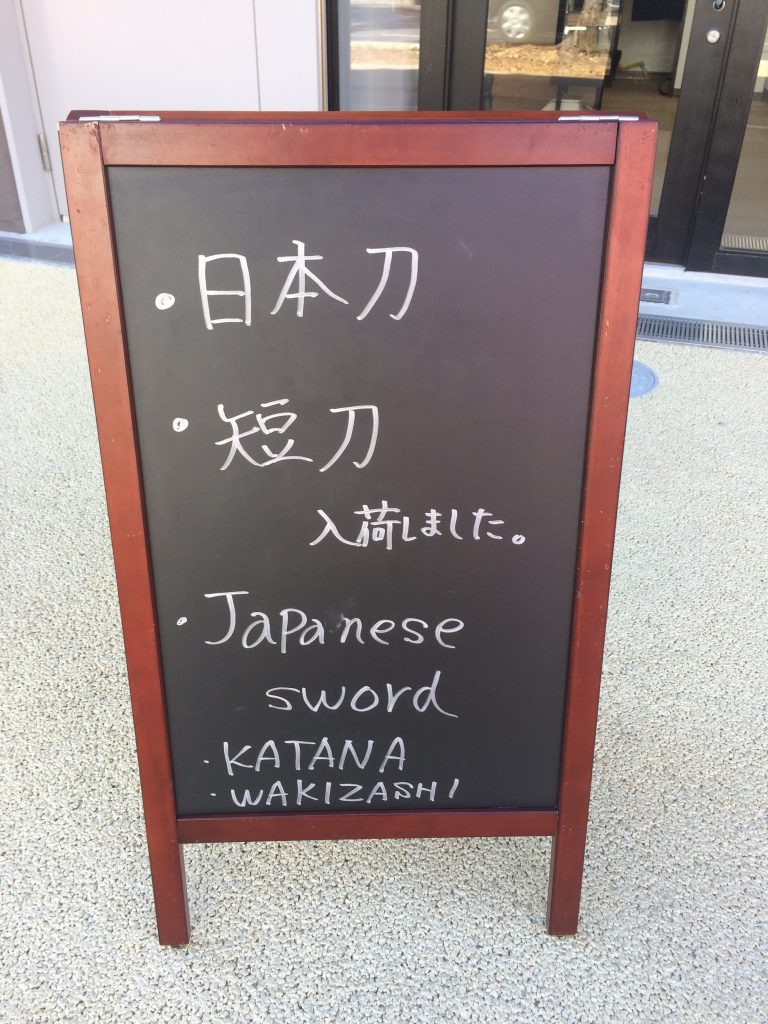 ・日本刀
・短刀
入荷しました。
・Japanese
sword
・KATANA
・WAKIZASHI